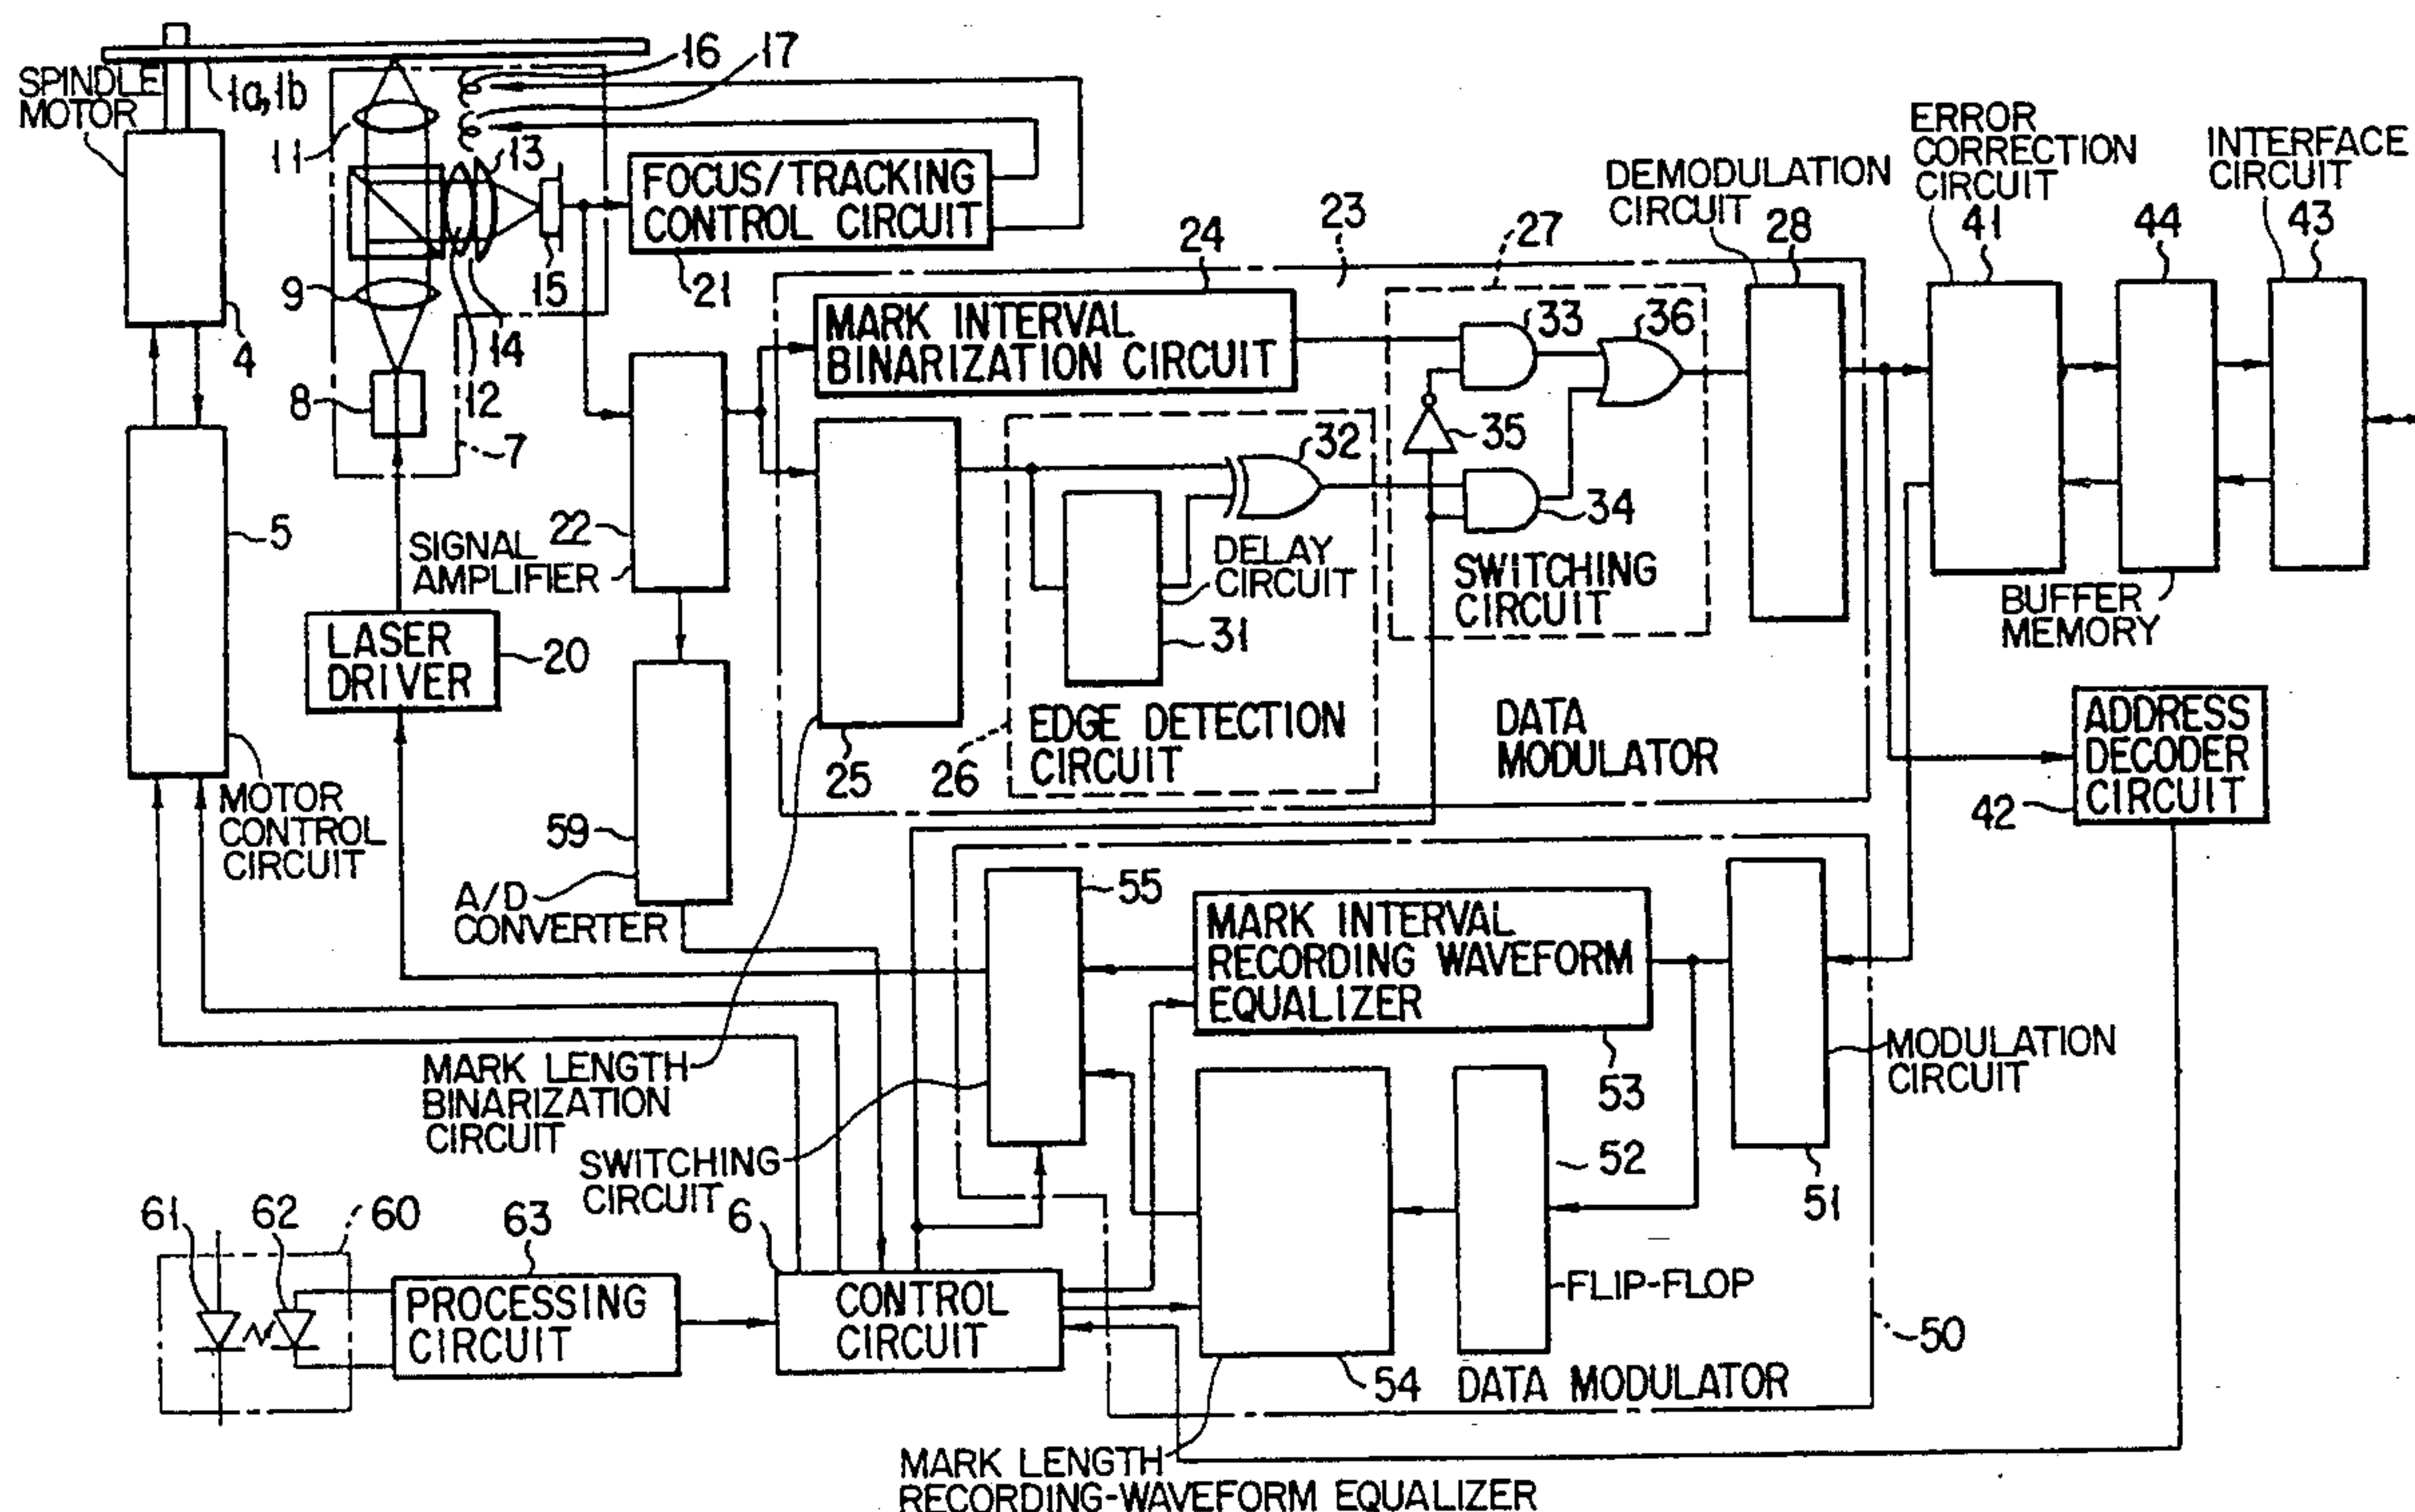 SPINDLE
MOTOR
1a, 1b
16
17
11
13
FOCUS/TRACKING
CONTROL CIRCUIT
21
15
9
14
12
8
7
4
5
MOTOR
CONTROL
CIRCUIT
LASER
DRIVER
20
SIGNAL
AMPLIFIER
22
59
A/D
CONVERTER
23
24
MARK INTERVAL
BINARIZATION CIRCUIT
25
26
EDGE DETECTION
CIRCUIT
32
DELAY
CIRCUIT
31
27
33
36
35
34
SWITCHING
CIRCUIT
DATA
MODULATOR
DEMODULATION
CIRCUIT
28
ERROR
CORRECTION
CIRCUIT
41
44
INTERFACE
CIRCUIT
43
BUFFER
MEMORY
ADDRESS
DECODER
CIRCUIT
42
MARK LENGTH
BINARIZATION
CIRCUIT
SWITCHING
CIRCUIT
55
MARK INTERVAL
RECORDING WAVEFORM
EQUALIZER
53
MODULATION
CIRCUIT
51
52
FLIP-FLOP
54
DATA MODULATOR
50
61
62
60
63
PROCESSING
CIRCUIT
6
CONTROL
CIRCUIT
MARK LENGTH
RECORDING-WAVEFORM EQUALIZER